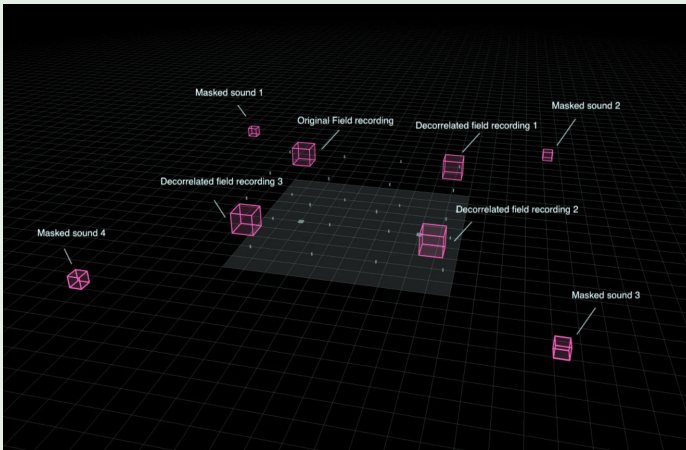 Masked sound 1
Masked sound 2
Original Field recording
Decorrelated field recording 1
Decorrelated field recording 3
Decorrelated field recording 2
Masked sound 4
Masked sound 3